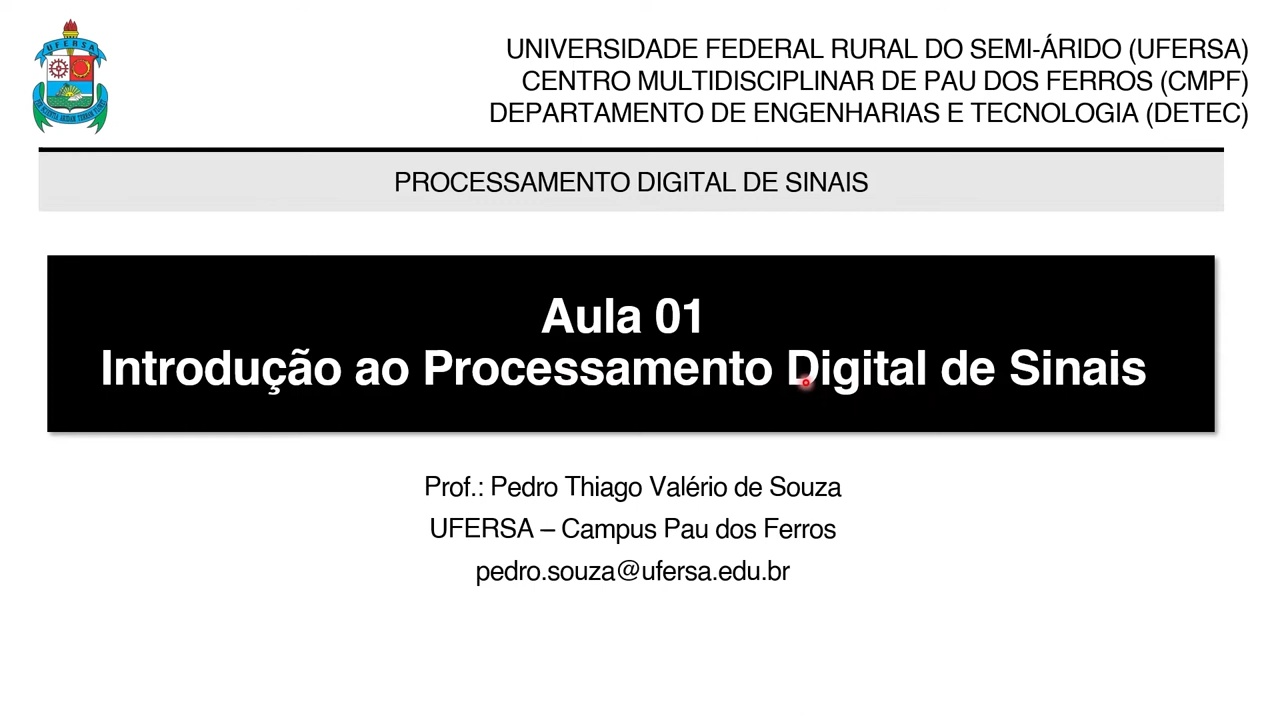 UFERSA
UNIVERSIDADE FEDERAL RURAL DO SEMI-ÁRIDO (UFERSA)
CENTRO MULTIDISCIPLINAR DE PAU DOS FERROS (CMPF)
DEPARTAMENTO DE ENGENHARIAS E TECNOLOGIA (DETEC)
PROCESSAMENTO DIGITAL DE SINAIS
Aula 01
Introdução ao Processamento Digital de Sinais
Prof.: Pedro Thiago Valério de Souza
UFERSA – Campus Pau dos Ferros
pedro.souza@ufersa.edu.br